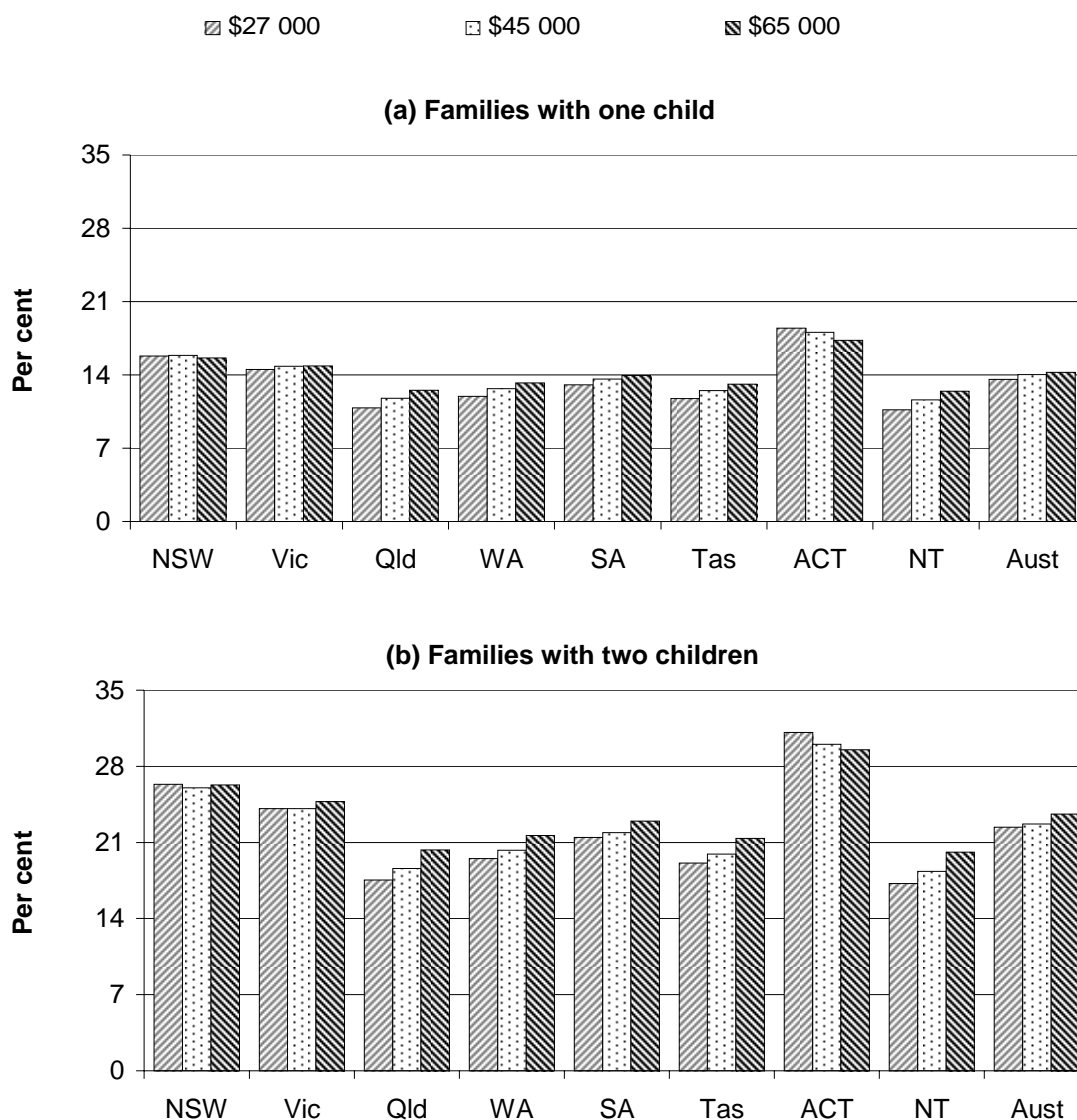 $27 000 $45 000 $65 000
(a) Families with one child
35
28
21
14
7
0
Per cent
NSW Vic Qld WA SA Tas ACT NT Aust
(b) Families with two children
35
28
21
14
7
0
Per cent
NSW Vic Qld WA SA Tas ACT NT Aust